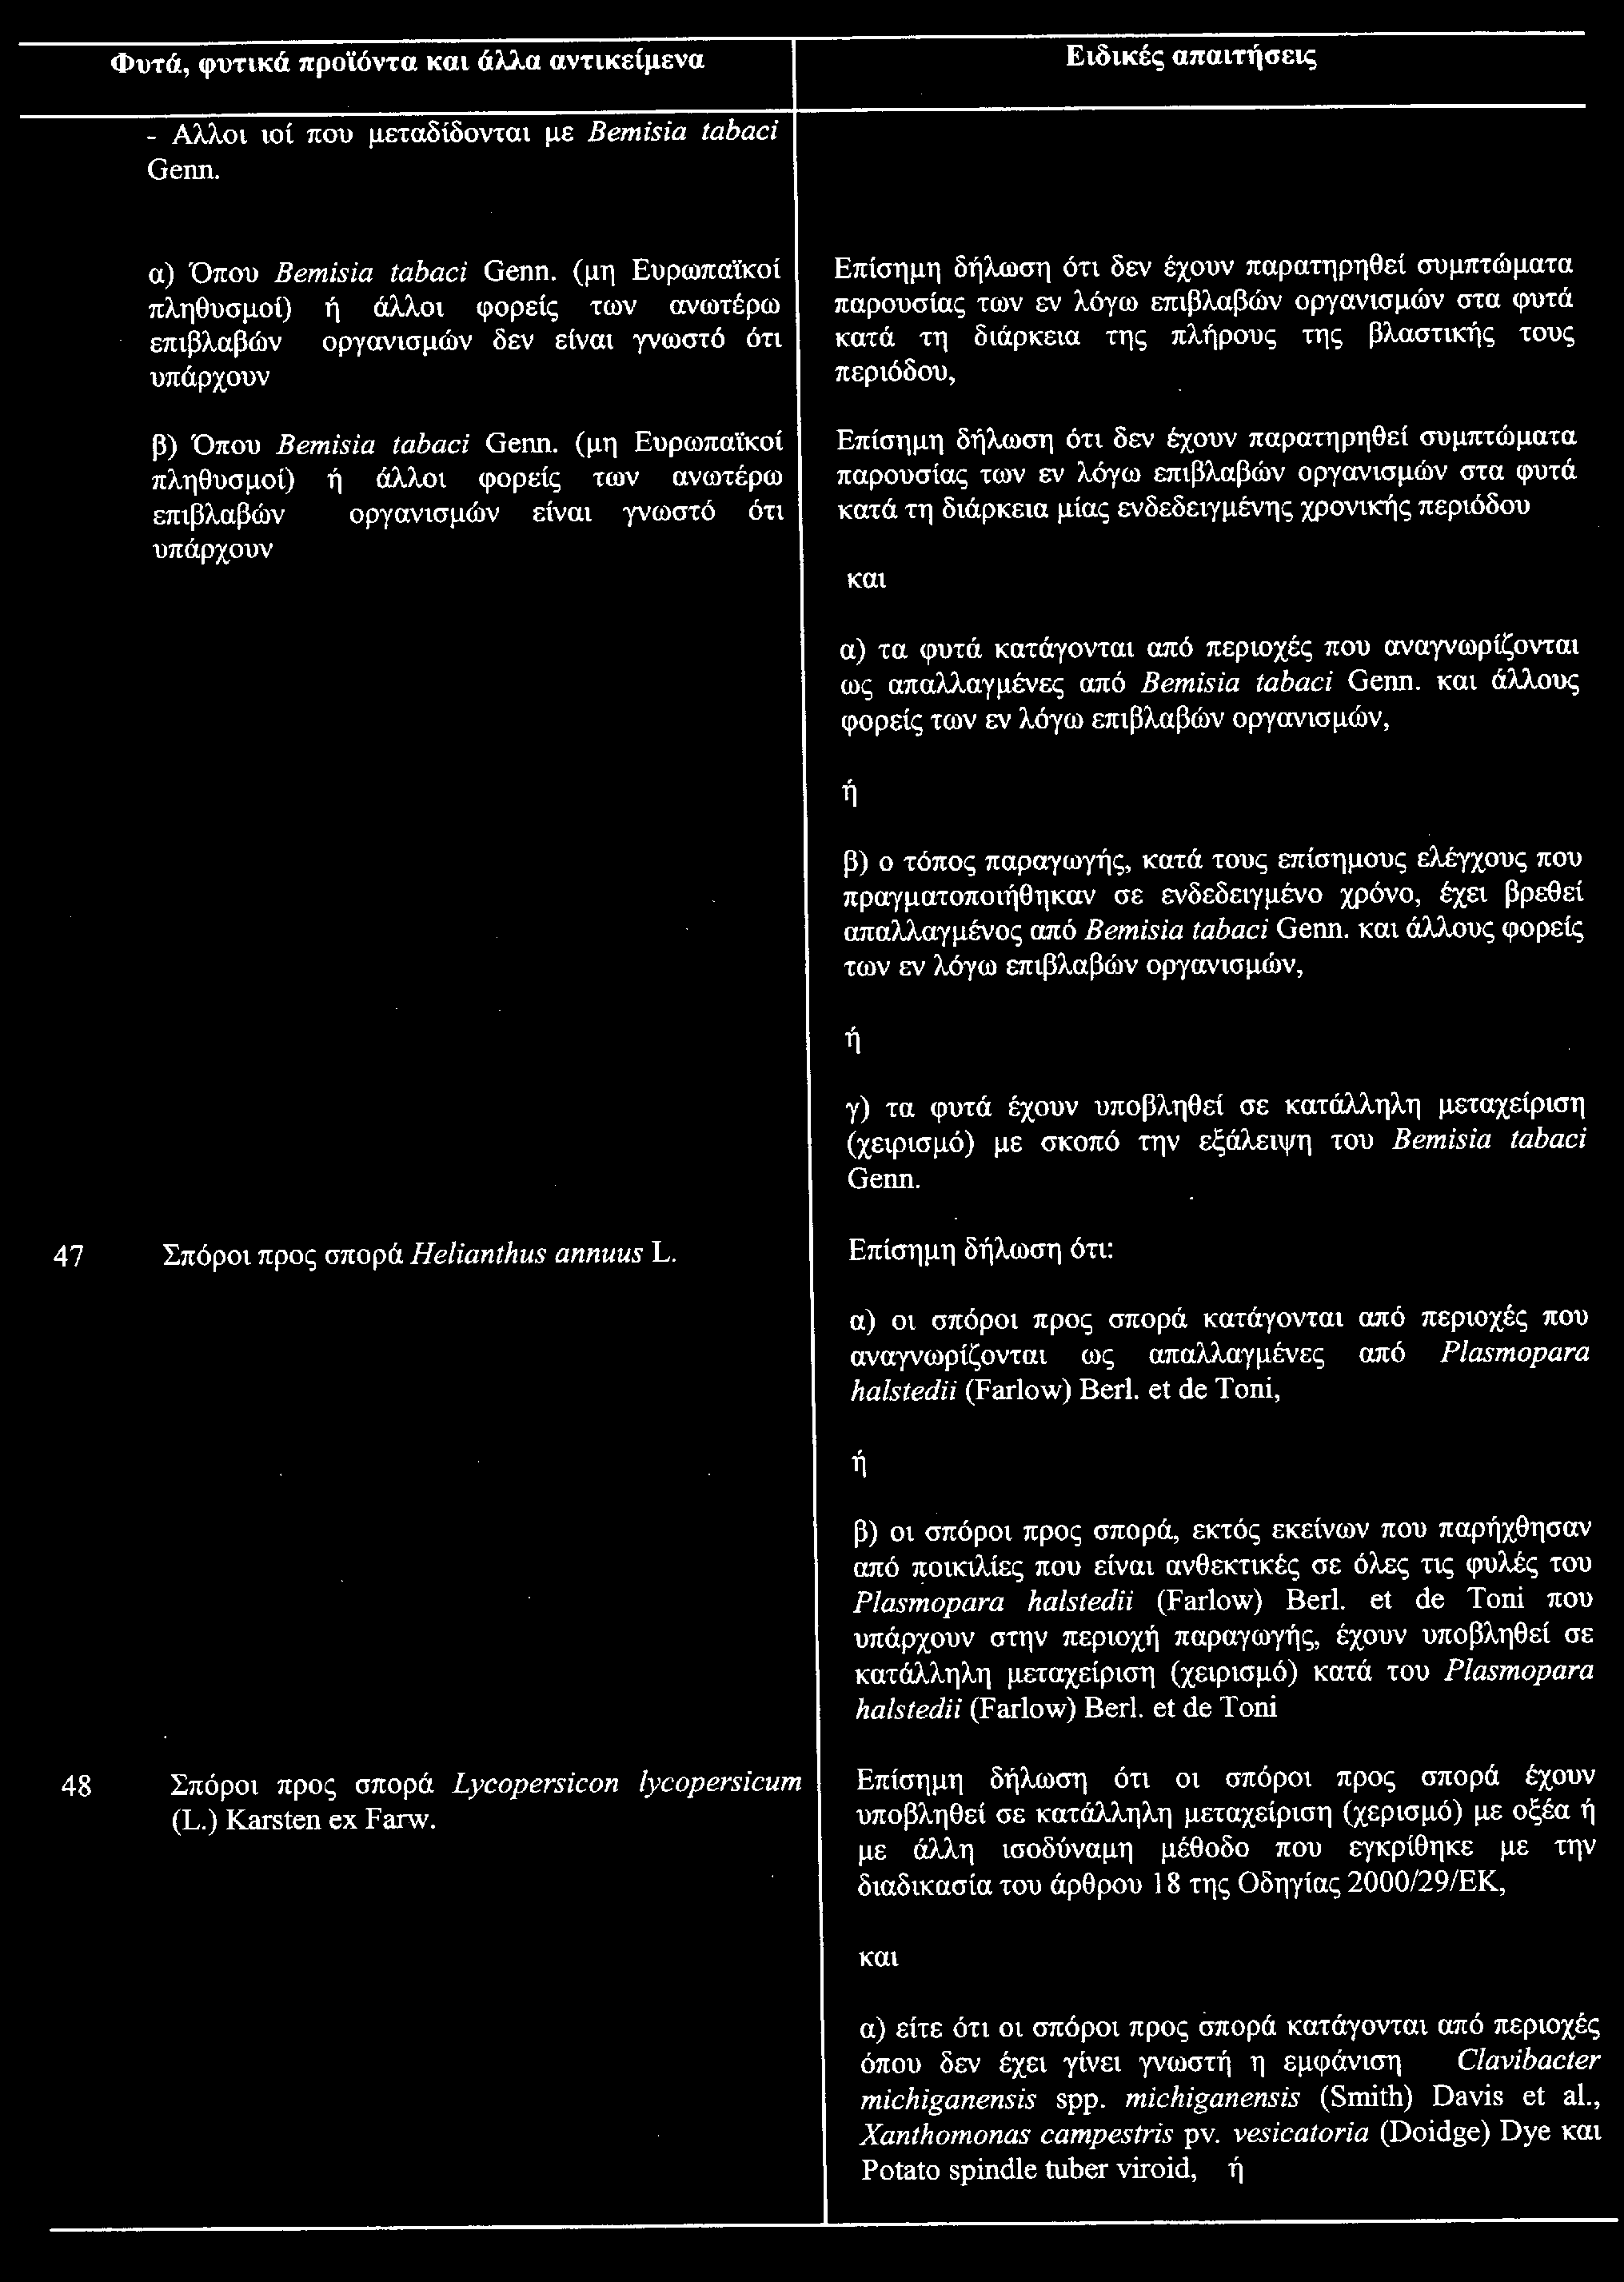 Φυτά, φυτικά προϊόντα και άλλα αντικείμενα
Ειδικές απαιτήσεις
- Αλλοι ιοί που μεταδίδονται με Bemisia tabaci
Genn.
α) Όπου Bemisia tabaci Genn. (μη Ευρωπαϊκοί
πληθυσμοί) ή άλλοι φορείς των ανωτέρω
επιβλαβών οργανισμών δεν είναι γνωστό ότι
υπάρχουν
Επίσημη δήλωση ότι δεν έχουν παρατηρηθεί συμπτώματα
παρουσίας των εν λόγω επιβλαβών οργανισμών στα φυτά
κατά τη διάρκεια της πλήρους της βλαστικής τους
περιόδου,
β) Όπου Bemisia tabaci Genn. (μη Ευρωπαϊκοί
πληθυσμοί) ή άλλοι φορείς των ανωτέρω
επιβλαβών οργανισμών είναι γνωστό ότι
υπάρχουν
Επίσημη δήλωση ότι δεν έχουν παρατηρηθεί συμπτώματα
παρουσίας των εν λόγω επιβλαβών οργανισμών στα φυτά
κατά τη διάρκεια μίας ενδεδειγμένης χρονικής περιόδου
και
α) τα φυτά κατάγονται από περιοχές που αναγνωρίζονται
ως απαλλαγμένες από Bemisia tabaci Genn. και άλλους
φορείς των εν λόγω επιβλαβών οργανισμών,
ή
β) ο τόπος παραγωγής, κατά τους επίσημους ελέγχους που
πραγματοποιήθηκαν σε ενδεδειγμένο χρόνο, έχει βρεθεί
απαλλαγμένος από Bemisia tabaci Genn. και άλλους φορείς
των εν λόγω επιβλαβών οργανισμών,
ή
γ) τα φυτά έχουν υποβληθεί σε κατάλληλη μεταχείριση
(χειρισμό) με σκοπό την εξάλειψη του Bemisia tabaci
Genn.
47 Σπόροι προς σπορά Helianthus annuus L.
Επίσημη δήλωση ότι:
α) οι σπόροι προς σπορά κατάγονται από περιοχές που
αναγνωρίζονται ως απαλλαγμένες από Plasmopara
halstedii (Farlow) Berl. et de Toni,
ή
β) οι σπόροι προς σπορά, εκτός εκείνων που παρήχθησαν
από ποικιλίες που είναι ανθεκτικές σε όλες τις φυλές του
Plasmopara halstedii (Farlow) Berl. et de Toni που
υπάρχουν στην περιοχή παραγωγής, έχουν υποβληθεί σε
κατάλληλη μεταχείριση (χειρισμό) κατά του Plasmopara
halstedii (Farlow) Berl. et de Toni
48 Σπόροι προς σπορά Lycopersicon lycopersicum
(L.) Karsten ex Farw.
Επίσημη δήλωση ότι οι σπόροι προς σπορά έχουν
υποβληθεί σε κατάλληλη μεταχείριση (χερισμό) με οξέα ή
με άλλη ισοδύναμη μέθοδο που εγκρίθηκε με την
διαδικασία του άρθρου 18 της Οδηγίας 2000/29/ΕΚ,
και
α) είτε ότι οι σπόροι προς σπορά κατάγονται από περιοχές
όπου δεν έχει γίνει γνωστή η εμφάνιση Clavibacter
michiganensis spp. michiganensis (Smith) Davis et al.,
Xanthomonas campestris pv. vesicatoria (Doidge) Dye και
Potato spindle tuber viroid, ή